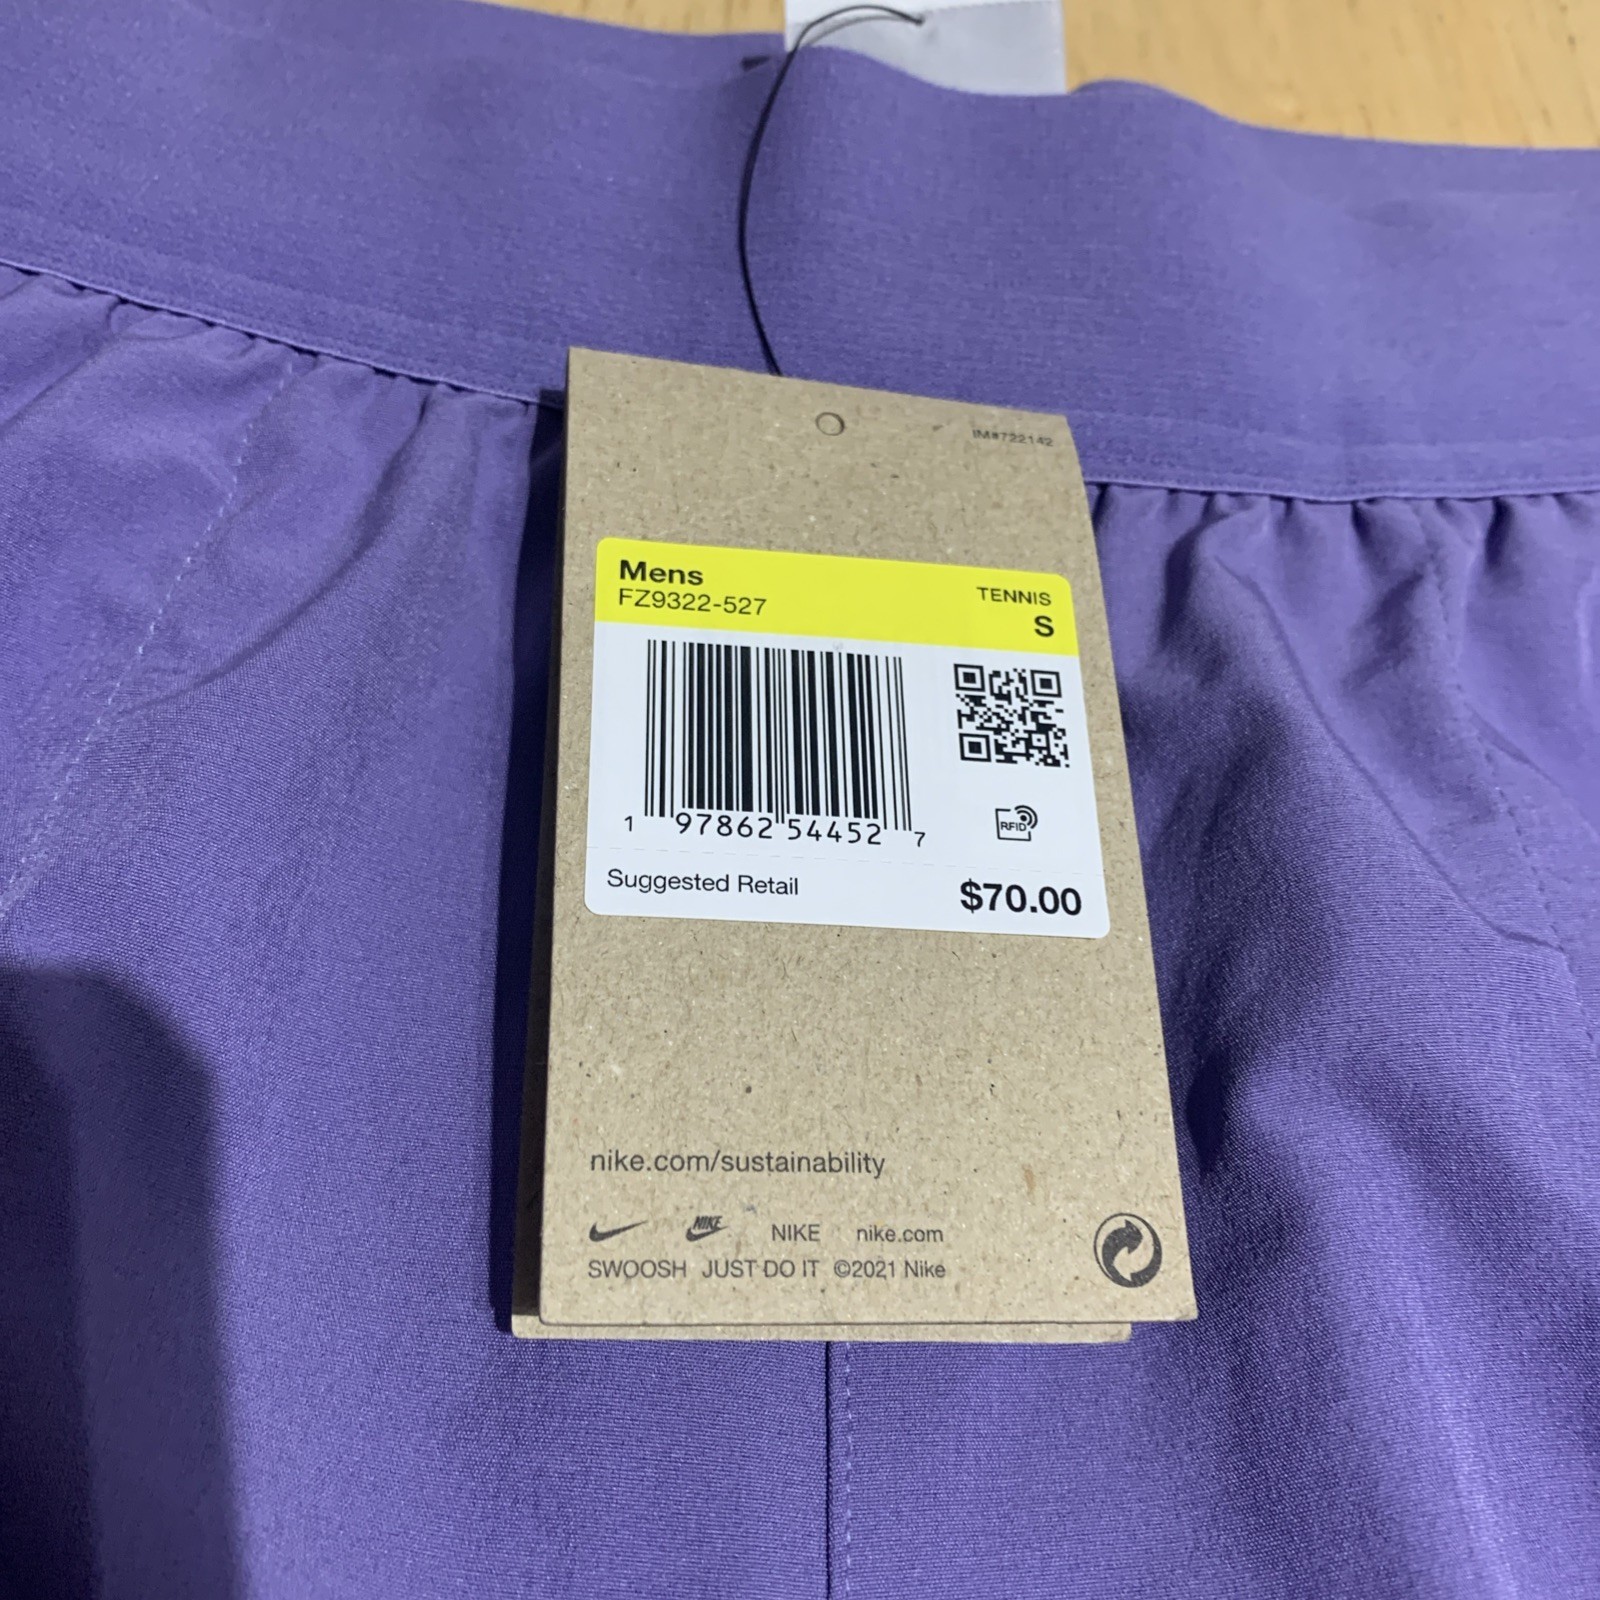 IM#722142
Mens
FZ9322-527
TENNIS
S
1 97862 54452 7
RFID
Suggested Retail $70.00
nike.com/sustainability
NIKE NIKE nike.com
SWOOSH JUST DO IT ©2021 Nike